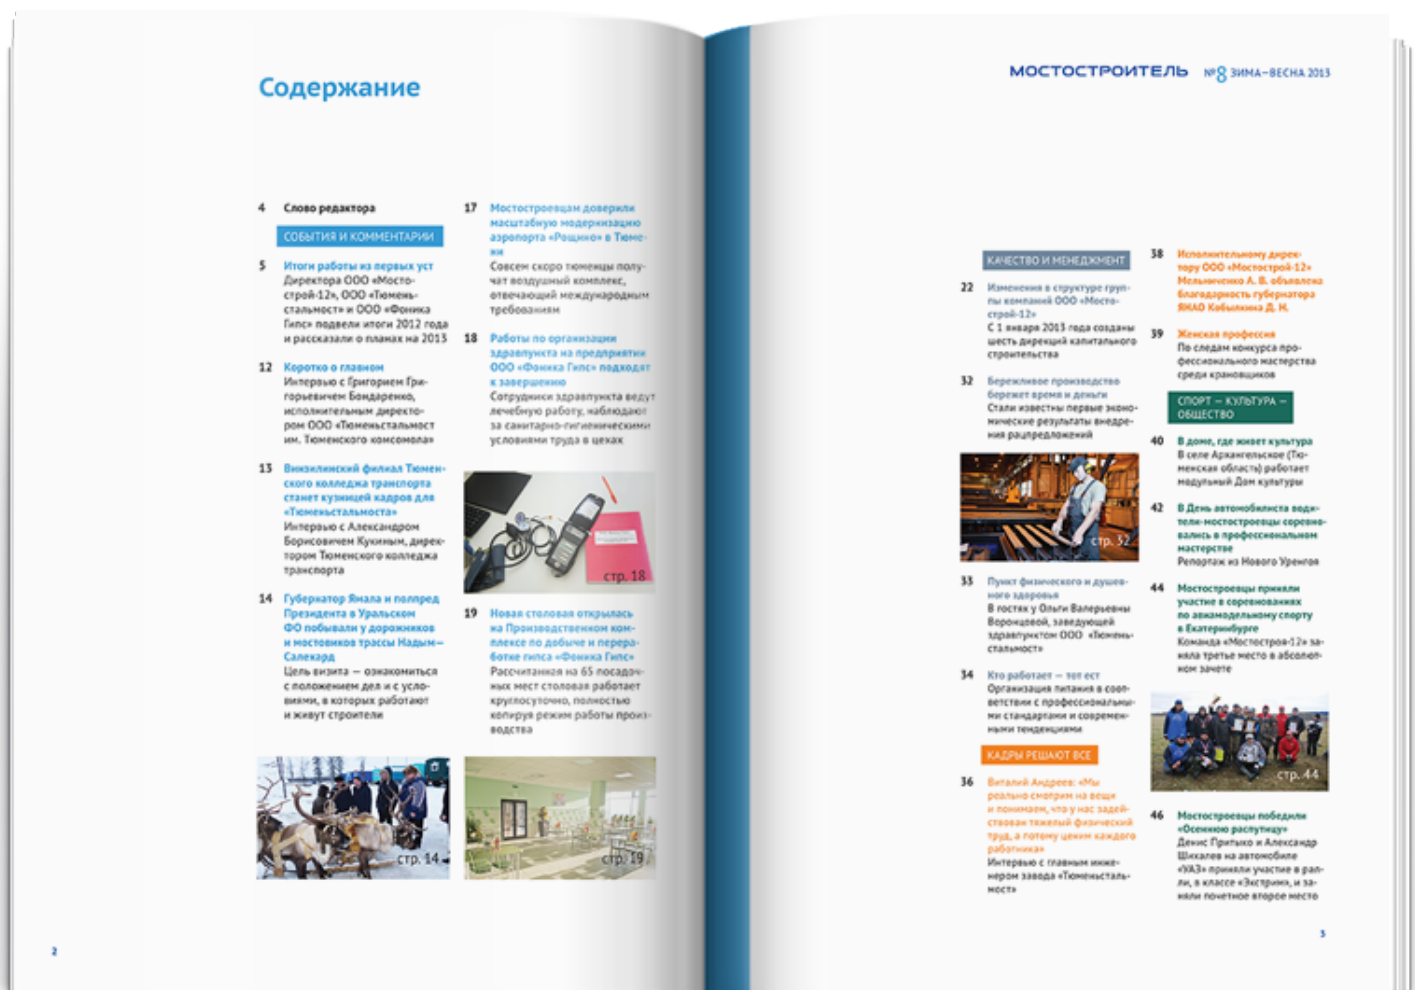 Содержание
4 Слово редактора
СОБЫТИЯ И КОММЕНТАРИИ
5 Итоги работы из первых уст
Директора ООО «Мосто-
строй-12», ООО «Тюмень-
стальмост» и ООО «Фоника
Гипс» подвели итоги 2012 года
и рассказали о планах на 2013
12 Коротко о главном
Интервью с Григорием Гри-
горьевичем Бондаренко,
исполнительным директо-
ром ООО «Тюменьстальмост
им. Тюменского комсомола»
13 Винзилинский филиал Тюмен-
ского колледжа транспорта
станет кузницей кадров для
«Тюменьстальмоста»
Интервью с Александром
Борисовичем Кукиным, дирек-
тором Тюменского колледжа
транспорта
14 Губернатор Ямала и полпред
Президента в Уральском
ФО побывали у дорожников
и мостовиков трассы Надым—
Салехард
Цель визита — ознакомиться
с положением дел и с усло-
виями, в которых работают
и живут строители
стр. 14
17 Мостостроевцам доверили
масштабную модернизацию
аэропорта «Рощино» в Тюме-
ни
Совсем скоро тюменцы полу-
чат воздушный комплекс,
отвечающий международным
требованиям
18 Работы по организации
здравпункта на предприятии
ООО «Фоника Гипс» подходят
к завершению
Сотрудники здравпункта ведут
лечебную работу, наблюдают
за санитарно-гигиеническими
условиями труда в цехах
стр. 18
19 Новая столовая открылась
на Производственном ком-
плексе по добыче и перера-
ботке гипса «Фоника Гипс»
Рассчитанная на 65 посадоч-
ных мест столовая работает
круглосуточно, полностью
копируя режим работы произ-
водства
стр. 19
2
МОСТОСТРОИТЕЛЬ №8 ЗИМА–ВЕСНА 2013
КАЧЕСТВО И МЕНЕДЖМЕНТ
22 Изменения в структуре груп-
пы компаний ООО «Мосто-
строй-12»
С 1 января 2013 года созданы
шесть дирекций капитального
строительства
32 Бережливое производство
бережет время и деньги
Стали известны первые эконо-
мические результаты внедре-
ния рацпредложений
стр. 32
33 Пункт физического и душев-
ного здоровья
В гостях у Ольги Валерьевны
Воронцовой, заведующей
здравпунктом ООО «Тюмень-
стальмост»
34 Кто работает — тот ест
Организация питания в соот-
ветствии с профессиональны-
ми стандартами и современ-
ными тенденциями
КАДРЫ РЕШАЮТ ВСЕ
36 Виталий Андреев: «Мы
реально смотрим на вещи
и понимаем, что у нас задей-
ствован тяжелый физический
труд, а потому ценим каждого
работника»
Интервью с главным инже-
нером завода «Тюменьсталь-
мост»
38 Исполнительному дирек-
тору ООО «Мостострой-12»
Мельниченко А. В. объявлена
благодарность губернатора
ЯНАО Кобылкина Д. Н.
39 Женская профессия
По следам конкурса про-
фессионального мастерства
среди крановщиков
СПОРТ — КУЛЬТУРА —
ОБЩЕСТВО
40 В доме, где живет культура
В селе Архангельское (Тю-
менская область) работает
модульный Дом культуры
42 В День автомобилиста води-
тели-мостостроевцы соревно-
вались в профессиональном
мастерстве
Репортаж из Нового Уренгоя
44 Мостостроевцы приняли
участие в соревнованиях
по авиамодельному спорту
в Екатеринбурге
Команда «Мостостроя-12» за-
няла третье место в абсолют-
ном зачете
стр. 44
46 Мостостроевцы победили
«Осеннюю распутицу»
Денис Притыко и Александр
Шихалев на автомобиле
«УАЗ» приняли участие в рал-
ли, в классе «Экстрим», и за-
няли почетное второе место
3